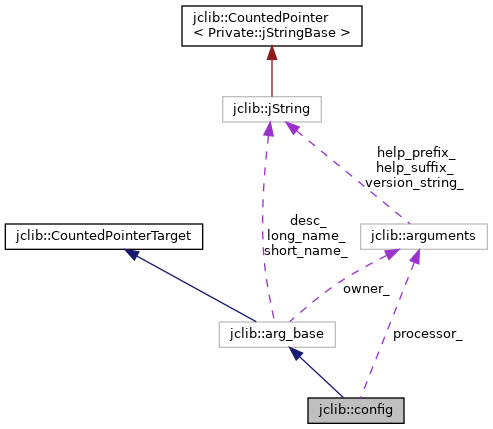 jclib::CountedPointer
< Private::jStringBase >
jclib::jString
help_prefix_
help_suffix_
version_string_
desc_
long_name_
short_name_
jclib::CountedPointerTarget
jclib::arguments
owner_
jclib::arg_base
processor_
jclib::config